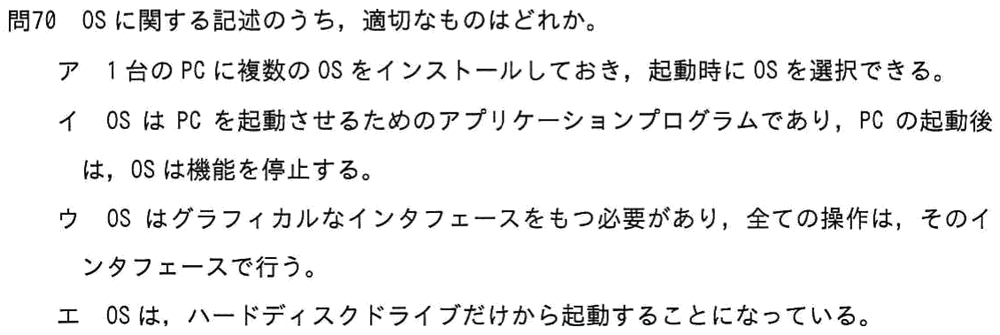 問70 OSに関する記述のうち，適切なものはどれか。
ア 1台のPCに複数のOSをインストールしておき，起動時にOSを選択できる。
イ OSはPCを起動させるためのアプリケーションプログラムであり，PCの起動後
は，OSは機能を停止する。
ウ OSはグラフィカルなインタフェースをもつ必要があり，全ての操作は，そのイ
ンタフェースで行う。
エ OSは，ハードディスクドライブだけから起動することになっている。